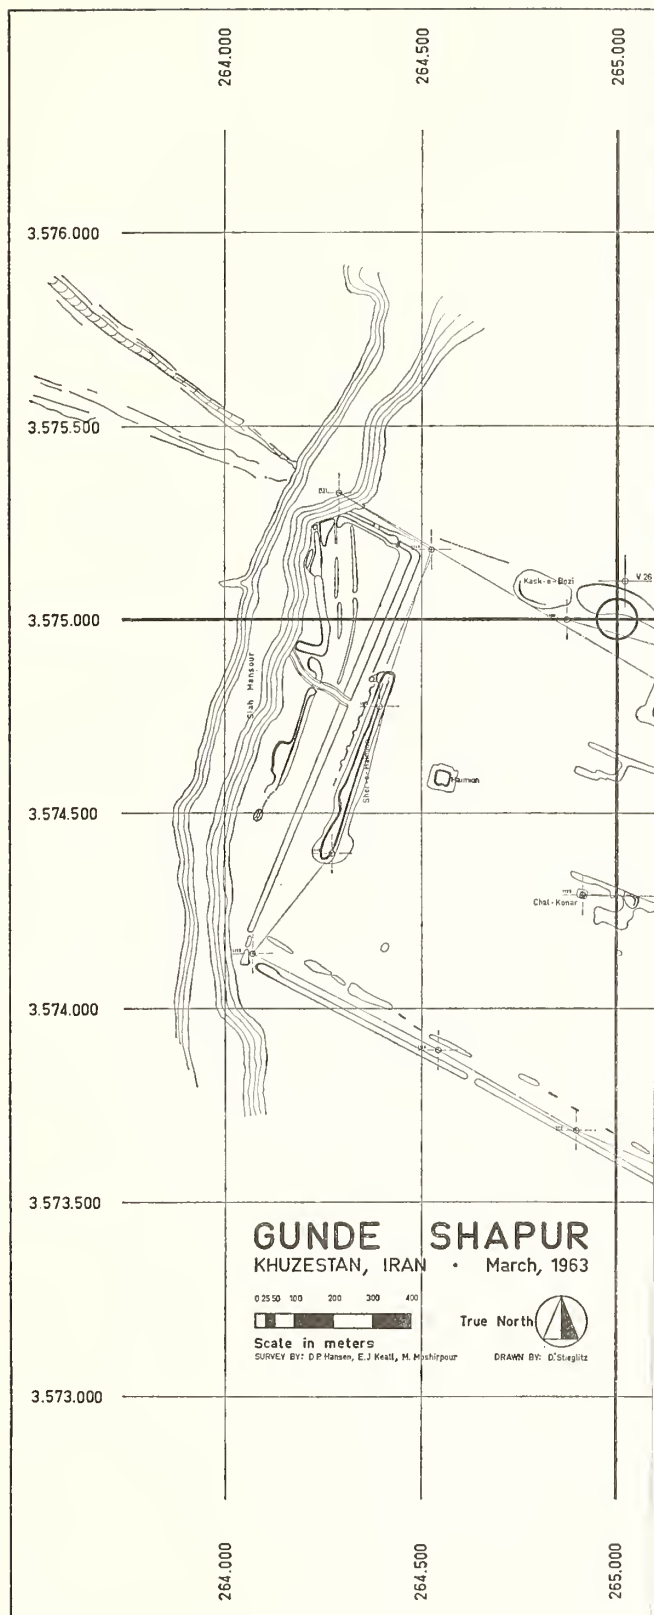 264.000
264.500
265.000
3.576.000
3.575.500
Kask-e-Bozi
V 26
3.575.000
Siah Mansour
3.574.500
Chal-Konar
3.574.000
3.573.500
GUNDE SHAPUR
KHUZESTAN, IRAN • March, 1963
0 25 50 100 200 300 400
True North
Scale in meters
SURVEY BY: D.P. Hansen, E.J. Keall, M. Moshirpour DRAWN BY: D. Stieglitz
3.573.000
264.000
264.500
265.000